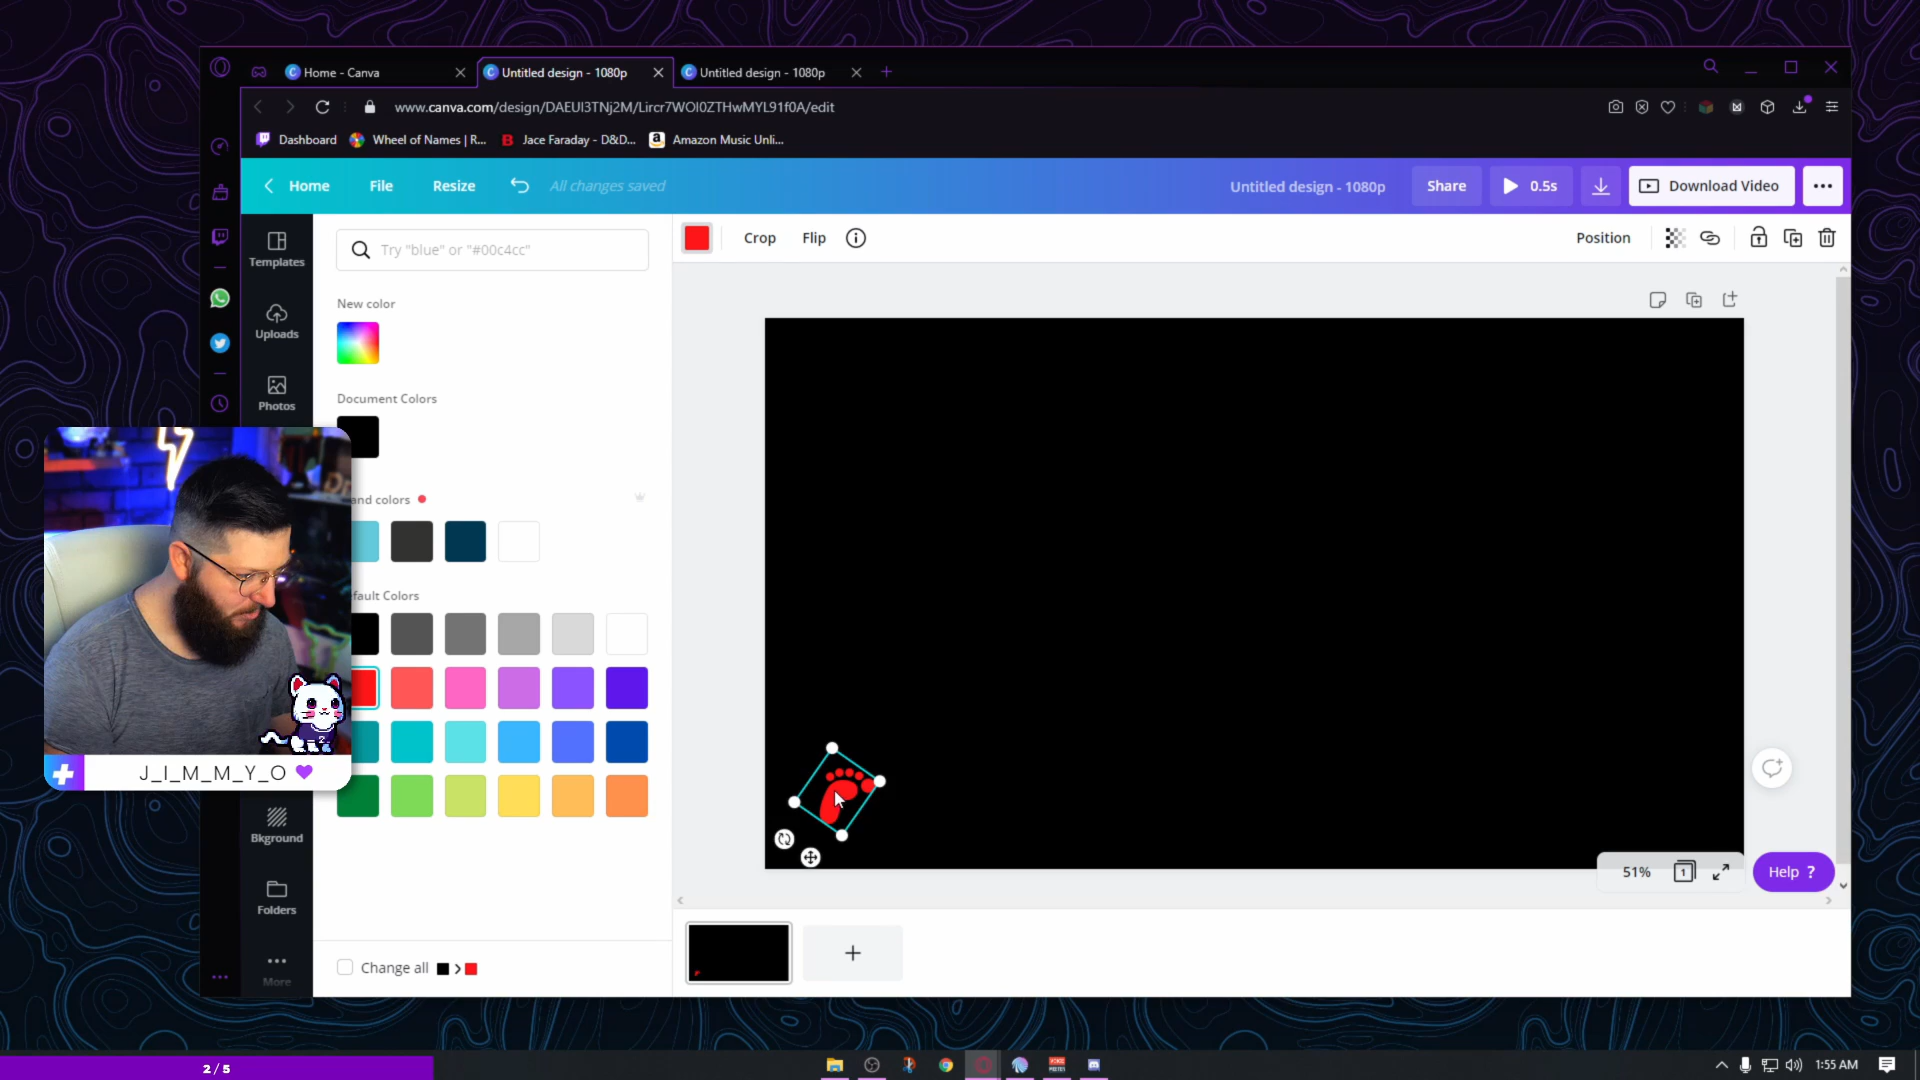 Home - Canva
Untitled design - 1080p
Untitled design - 1080p
www.canva.com/design/DAEUI3TNj2M/Lircr7WOI0ZTHwMYL91f0A/edit
Dashboard
Wheel of Names | R...
Jace Faraday - D&D...
Amazon Music Unli...
Home
File
Resize
All changes saved
Untitled design - 1080p
Share
0.5s
Download Video
Templates
Uploads
Photos
Bkground
Folders
More
Try "blue" or "#00c4cc"
New color
Document Colors
and colors
fault Colors
Change all
Crop
Flip
Position
51%
1
Help ?
J_I_M_M_Y_O
2 / 5
1:55 AM